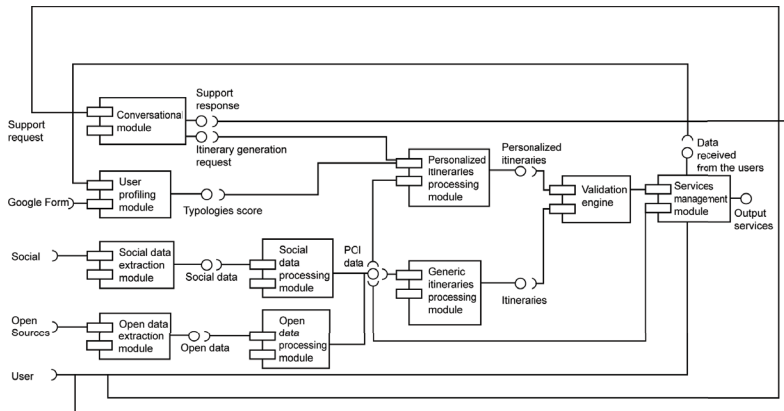 Support
response
Conversational
module
Support
request
Itinerary generation
request
Personalized
itineraries
Data
received
from the users
User
profiling
module
Google Form
Typologies score
Personalized
itineraries
processing
module
Validation
engine
Services
management
module
Output
services
Social
Social data
extraction
module
Social data
Social
data
processing
module
PCI
data
Generic
itineraries
processing
module
Itineraries
Open
Sources
Open data
extraction
module
Open data
Open
data
processing
module
User